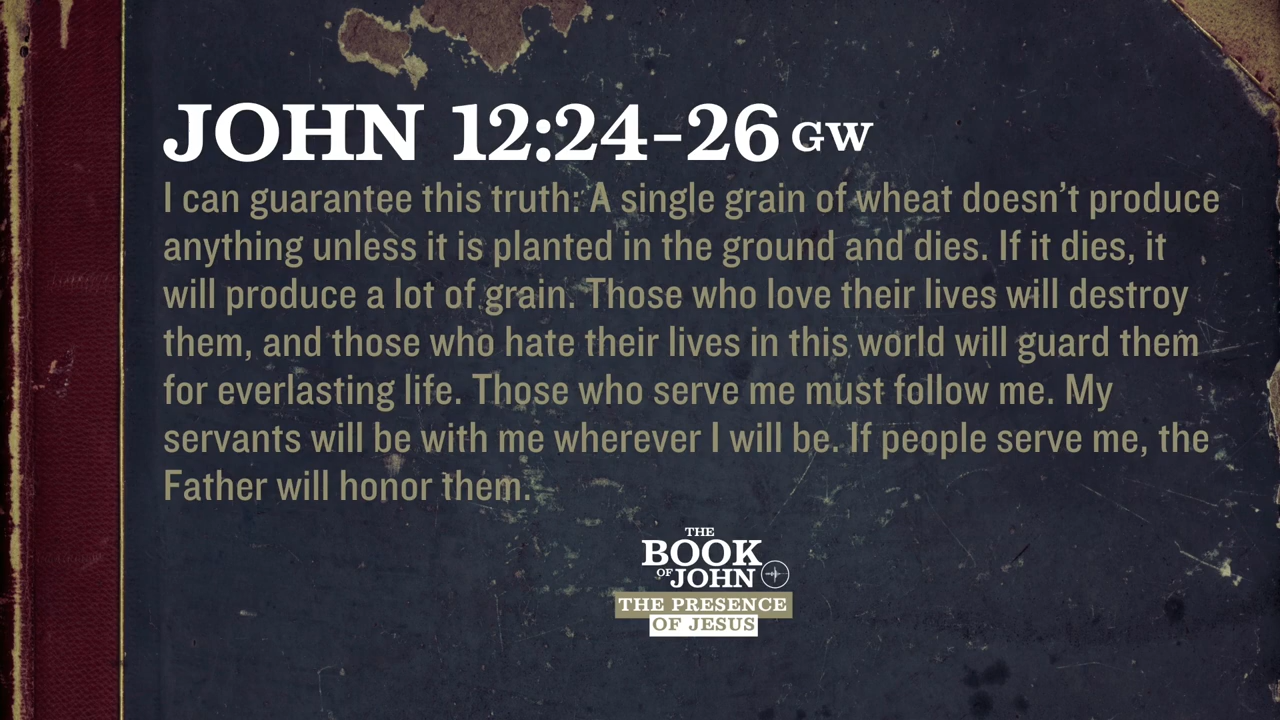 JOHN 12:24–26 GW
I can guarantee this truth: A single grain of wheat doesn’t produce
anything unless it is planted in the ground and dies. If it dies, it
will produce a lot of grain. Those who love their lives will destroy
them, and those who hate their lives in this world will guard them
for everlasting life. Those who serve me must follow me. My
servants will be with me wherever I will be. If people serve me, the
Father will honor them.
THE
BOOK
OF JOHN
THE PRESENCE
OF JESUS